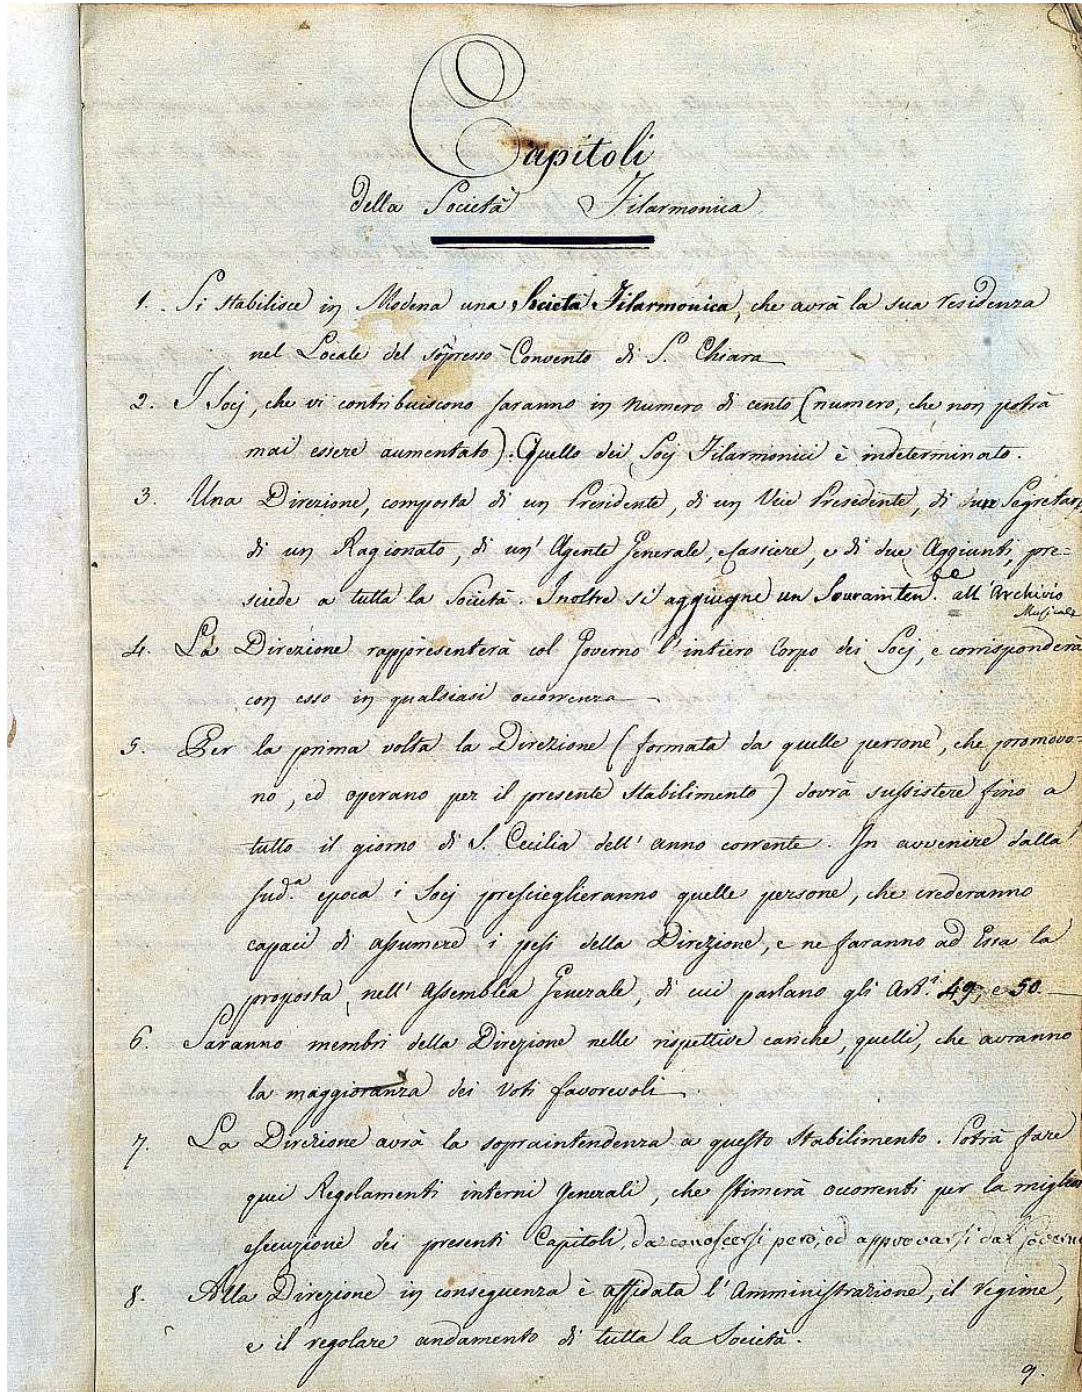 Capitoli
della Società Filarmonica
1. Si stabilisce in Modena una Società Filarmonica, che avrà la sua residenza
nel Locale del soppresso Convento di S. Chiara
2. I Socj, che vi contribuiscono saranno in numero di cento (numero, che non potrà
mai essere aumentato). Quello dei Socj Filarmonici è indeterminato.
3. Una Direzione, composta di un Presidente, di un Vice Presidente, di due Segretarj,
di un Ragionato, di un' Agente Generale, Cassiere, e di due Aggiunti, pre=
siede a tutta la Società. Inoltre si aggiugne un Sourainten.te all'Archivio
Musicale
4. La Direzione rappresenterà col Governo l'intiero Corpo dei Socj, e corrisponderà
con esso in qualsiasi occorrenza
5. Per la prima volta la Direzione (formata da quelle persone, che promovo=
no, ed operano per il presente Stabilimento) dovrà sussistere fino a
tutto il giorno di S. Cecilia dell'anno corrente. In avvenire dalla
sud.a epoca i Socj presceglieranno quelle persone, che crederanno
capaci di assumere i pesi della Direzione, e ne faranno ad Essa la
proposta nell'Assemblea Generale, di cui parlano gli Art.i 49, e 50.
6. Saranno membri della Direzione nelle rispettive cariche, quelli, che avranno
la maggioranza dei Voti favorevoli
7. La Direzione avrà la sopraintendenza a questo Stabilimento. Potrà fare
quei Regolamenti interni Generali, che stimerà occorrenti per la miglior
esecuzione dei presenti Capitoli, da conoscersi però, ed approvarsi dal Governo
8. Alla Direzione in conseguenza è affidata l'Amministrazione, il Regime,
e il regolare andamento di tutta la Società.
9.